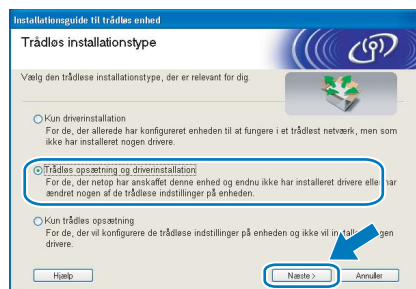 Installationsguide til trådløs enhed
Trådløs installationstype
Vælg den trådløse installationstype, der er relevant for dig.
Kun driverinstallation
For de, der allerede har konfigureret enheden til at fungere i et trådløst netværk, men som
ikke har installeret nogen drivere.
Trådløs opsætning og driverinstallation
For de, der netop har anskaffet denne enhed og endnu ikke har installeret drivere eller har
ændret nogen af de trådløse indstillinger på enheden.
Kun trådløs opsætning
For de, der vil konfigurere de trådløse indstillinger på enheden og ikke vil
drivere.
Hjælp
Næste >
Annuller